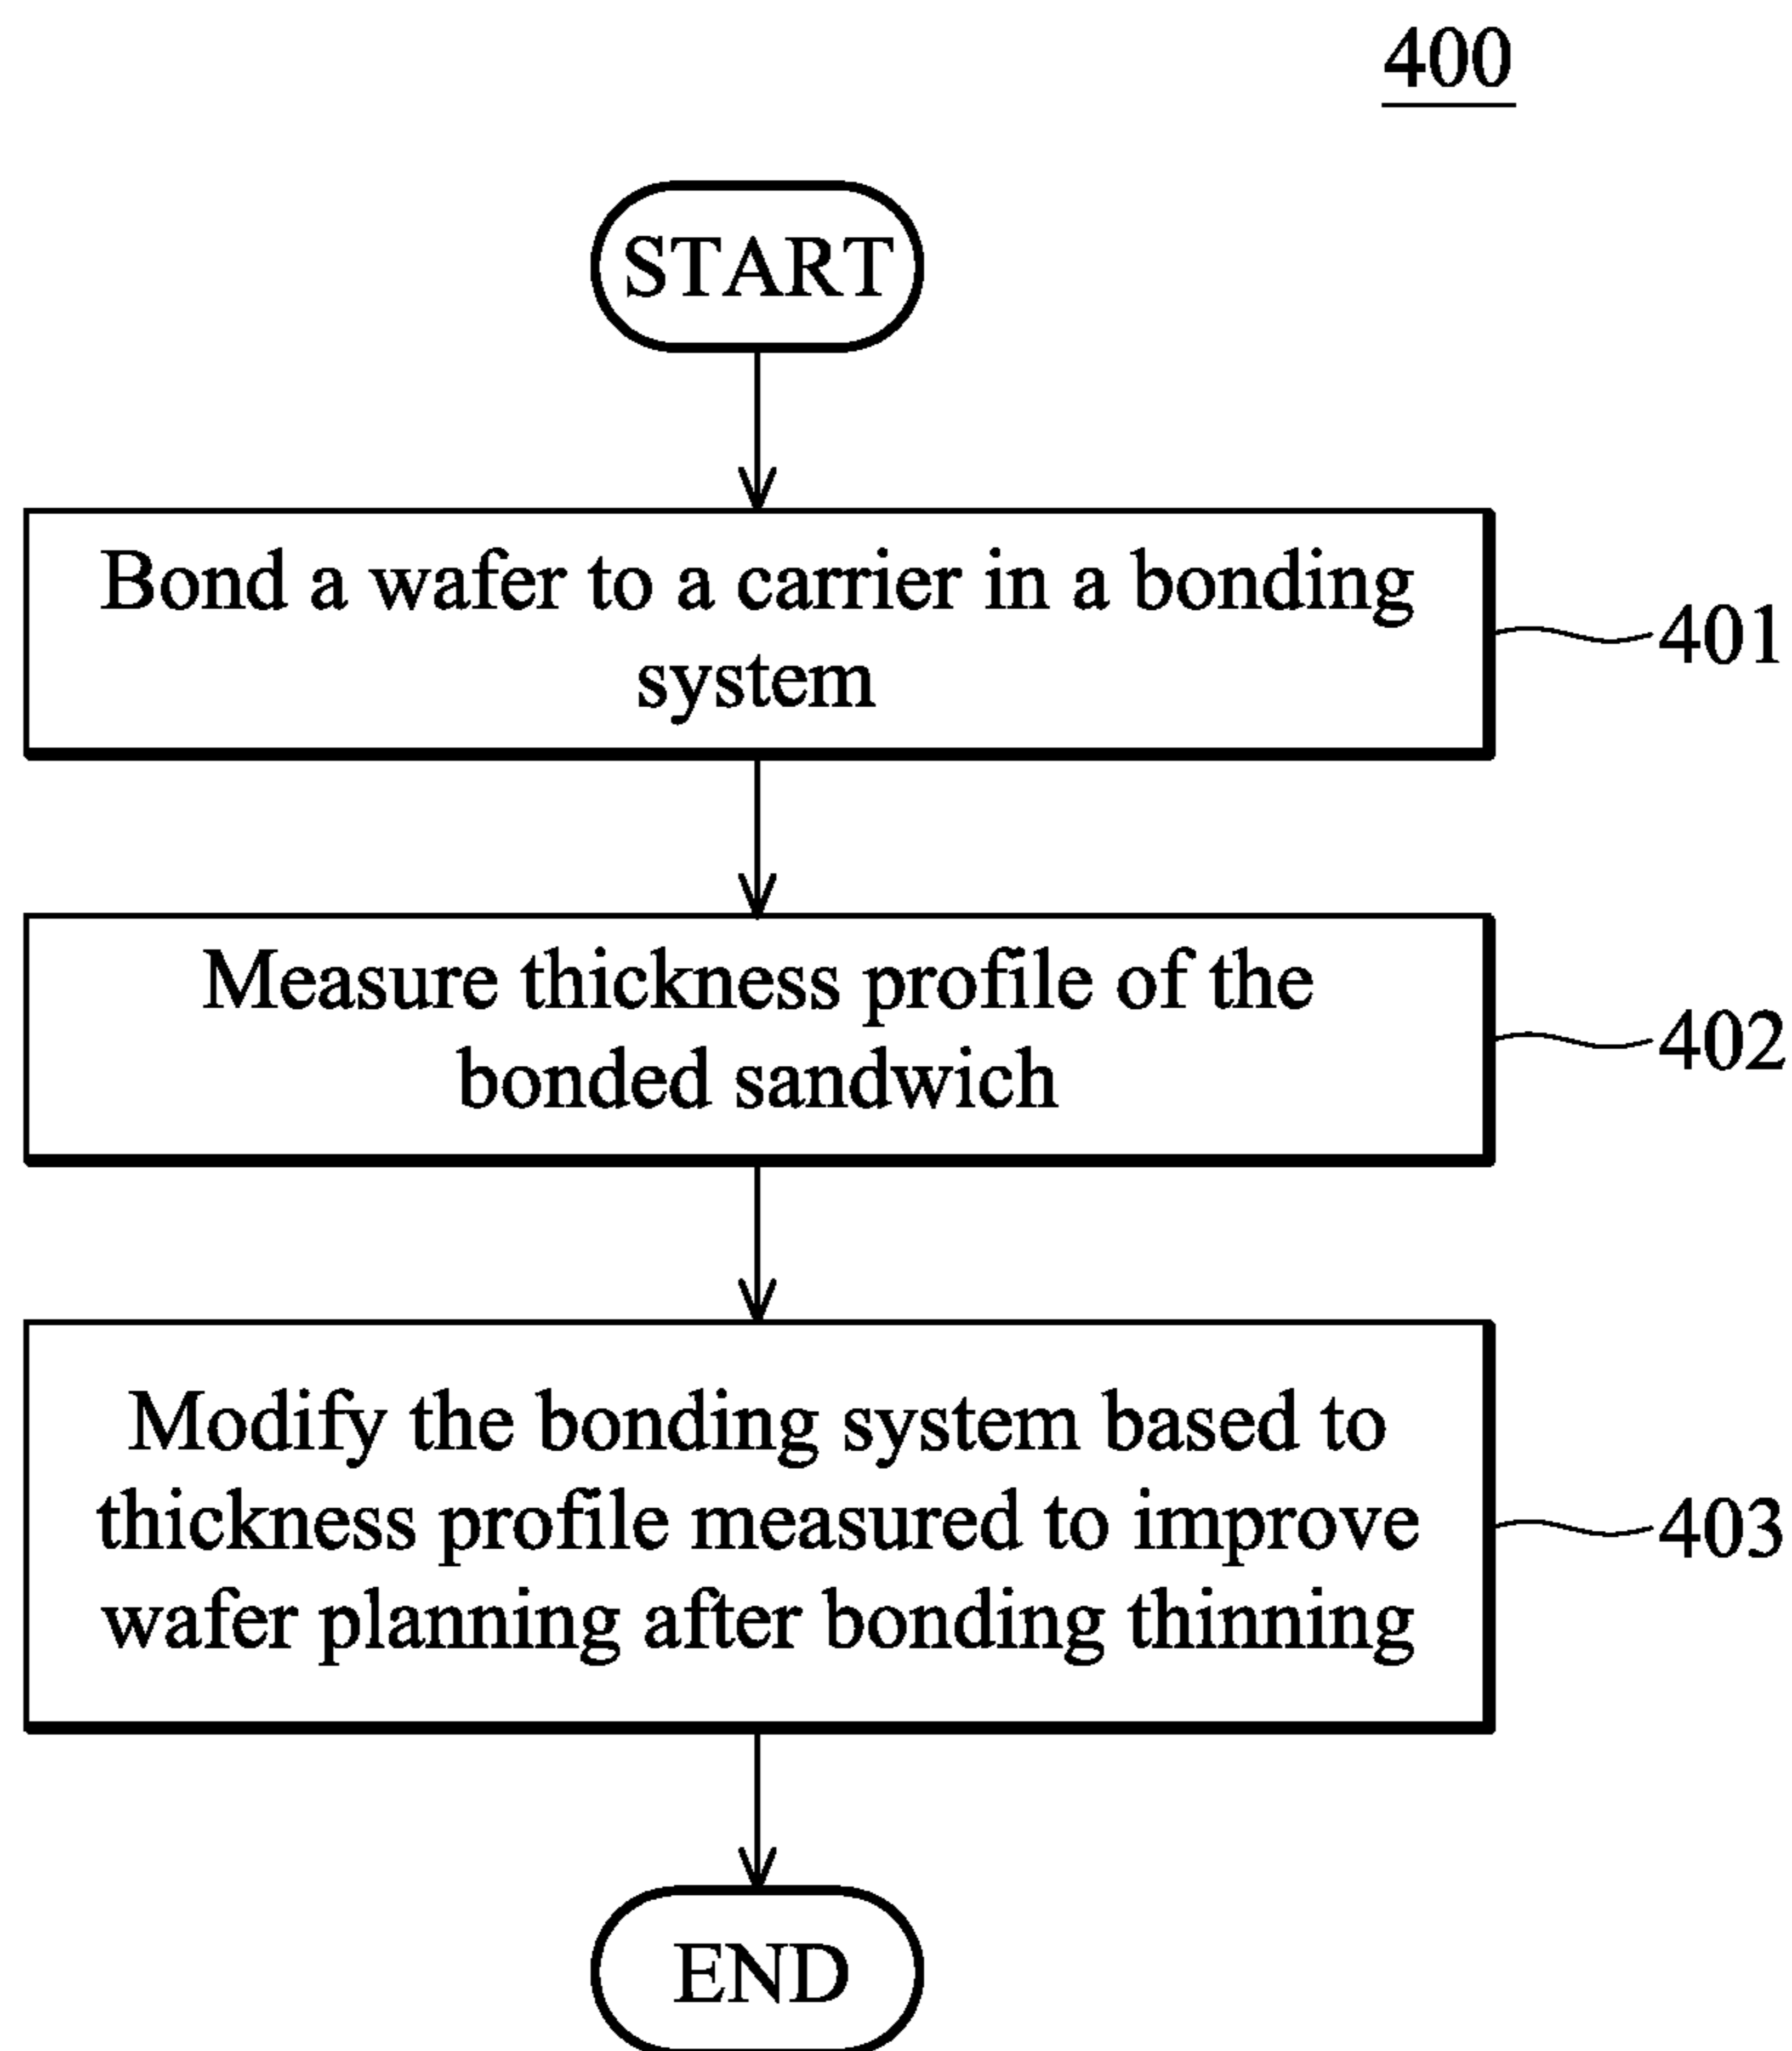 400
START
Bond a wafer to a carrier in a bonding
system
401
Measure thickness profile of the
bonded sandwich
402
Modify the bonding system based to
thickness profile measured to improve
wafer planning after bonding thinning
403
END